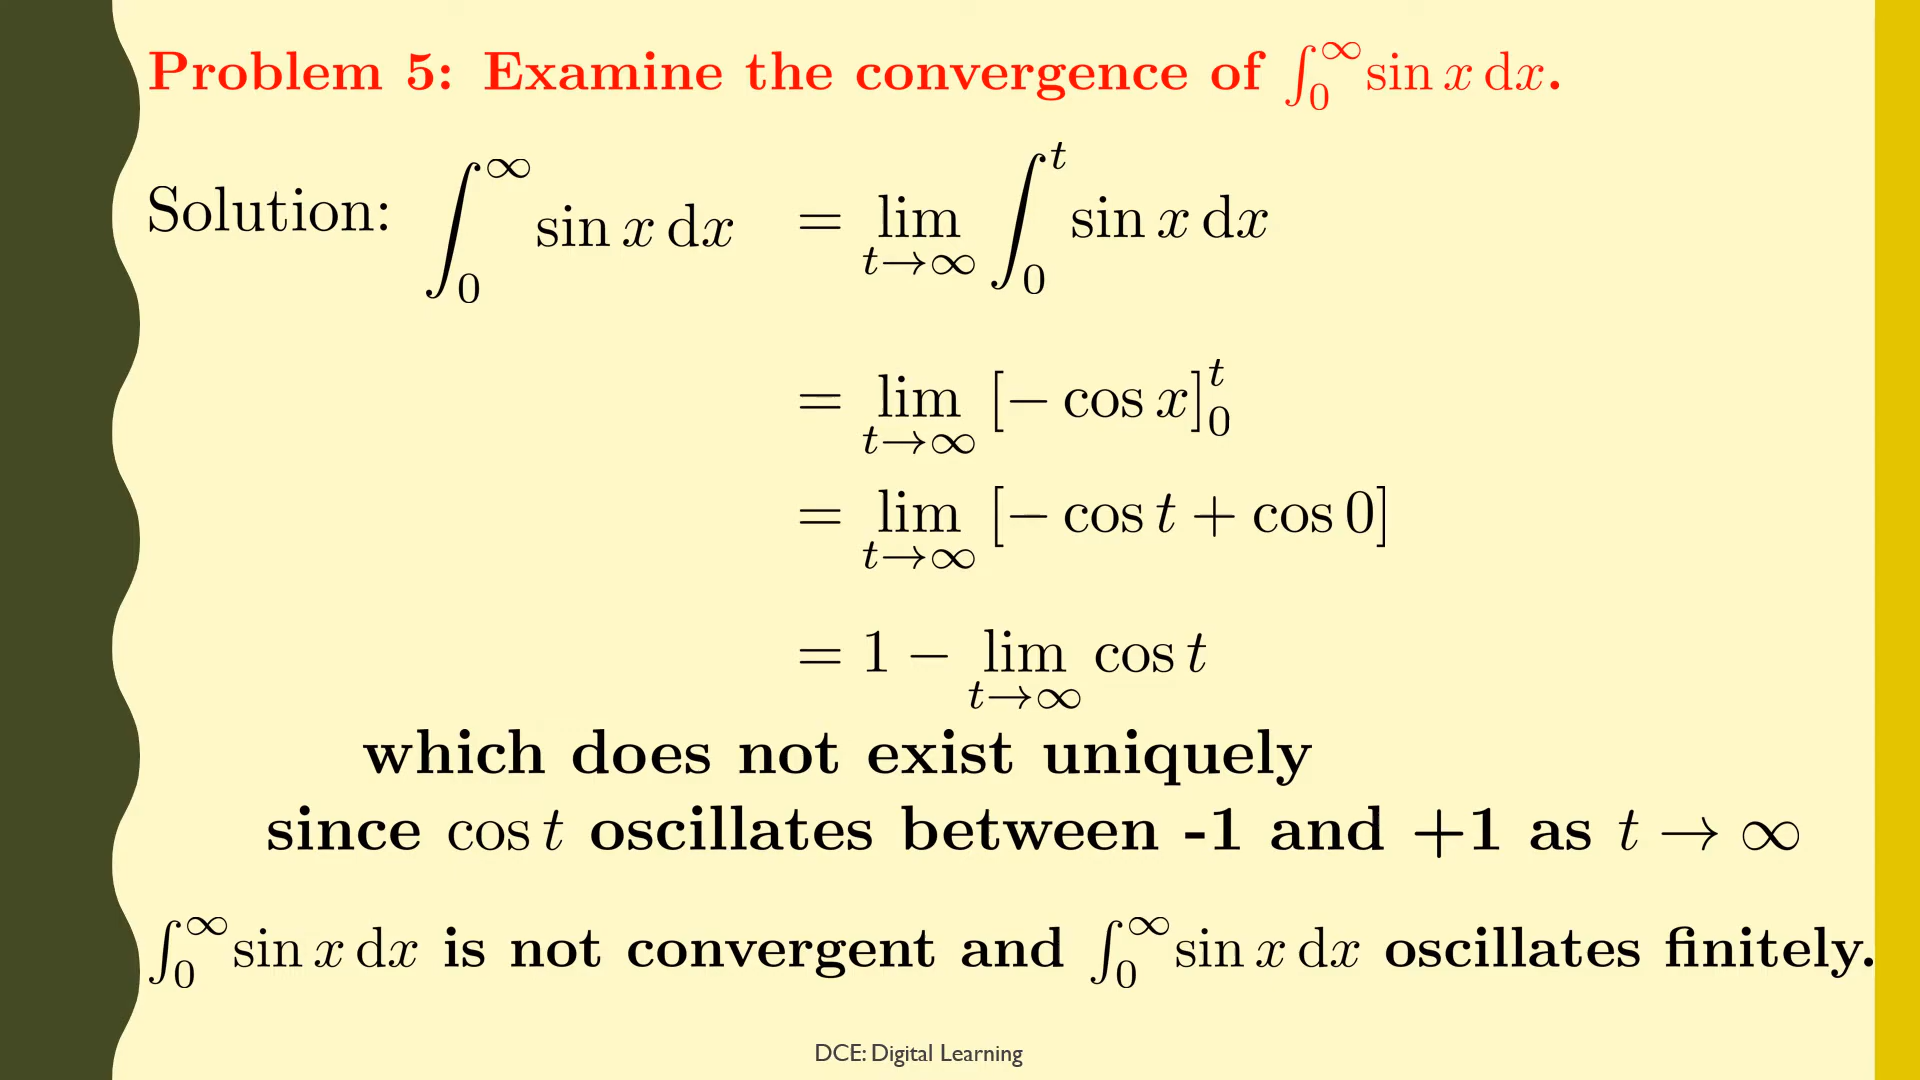 Problem 5: Examine the convergence of ∫₀^∞ sin x dx.
Solution: ∫₀^∞ sin x dx = lim_{t→∞} ∫₀^t sin x dx
= lim_{t→∞} [− cos x]₀^t
= lim_{t→∞} [− cos t + cos 0]
= 1 − lim_{t→∞} cos t
which does not exist uniquely
since cos t oscillates between -1 and +1 as t → ∞
∫₀^∞ sin x dx is not convergent and ∫₀^∞ sin x dx oscillates finitely.
DCE: Digital Learning